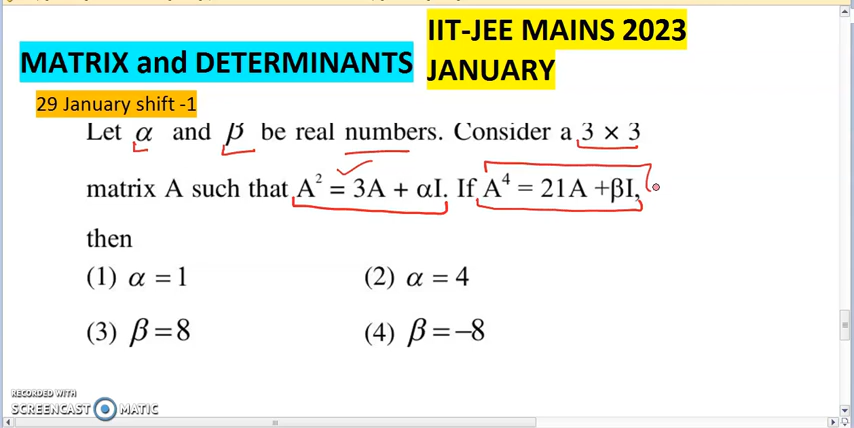 IIT-JEE MAINS 2023
JANUARY
MATRIX and DETERMINANTS
29 January shift -1
Let α and β be real numbers. Consider a 3 × 3
matrix A such that A² = 3A + αI. If A⁴ = 21A +βI,
then
(1) α = 1 (2) α = 4
(3) β = 8 (4) β = −8
RECORDED WITH
SCREENCAST MATIC